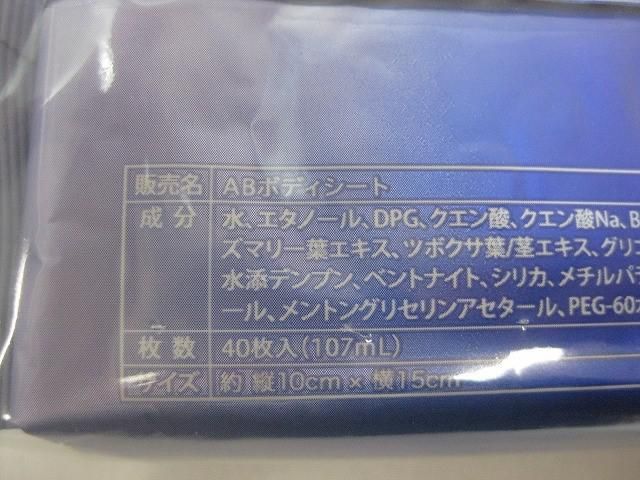 販売名 ABボディシート
成分 水、エタノール、DPG、クエン酸、クエン酸Na、B
ズマリー葉エキス、ツボクサ葉/茎エキス、グリコ
水添デンプン、ベントナイト、シリカ、メチルパラ
ール、メントングリセリンアセタール、PEG-60水
枚数 40枚入(107mL)
サイズ 約 縦10cm×横15cm